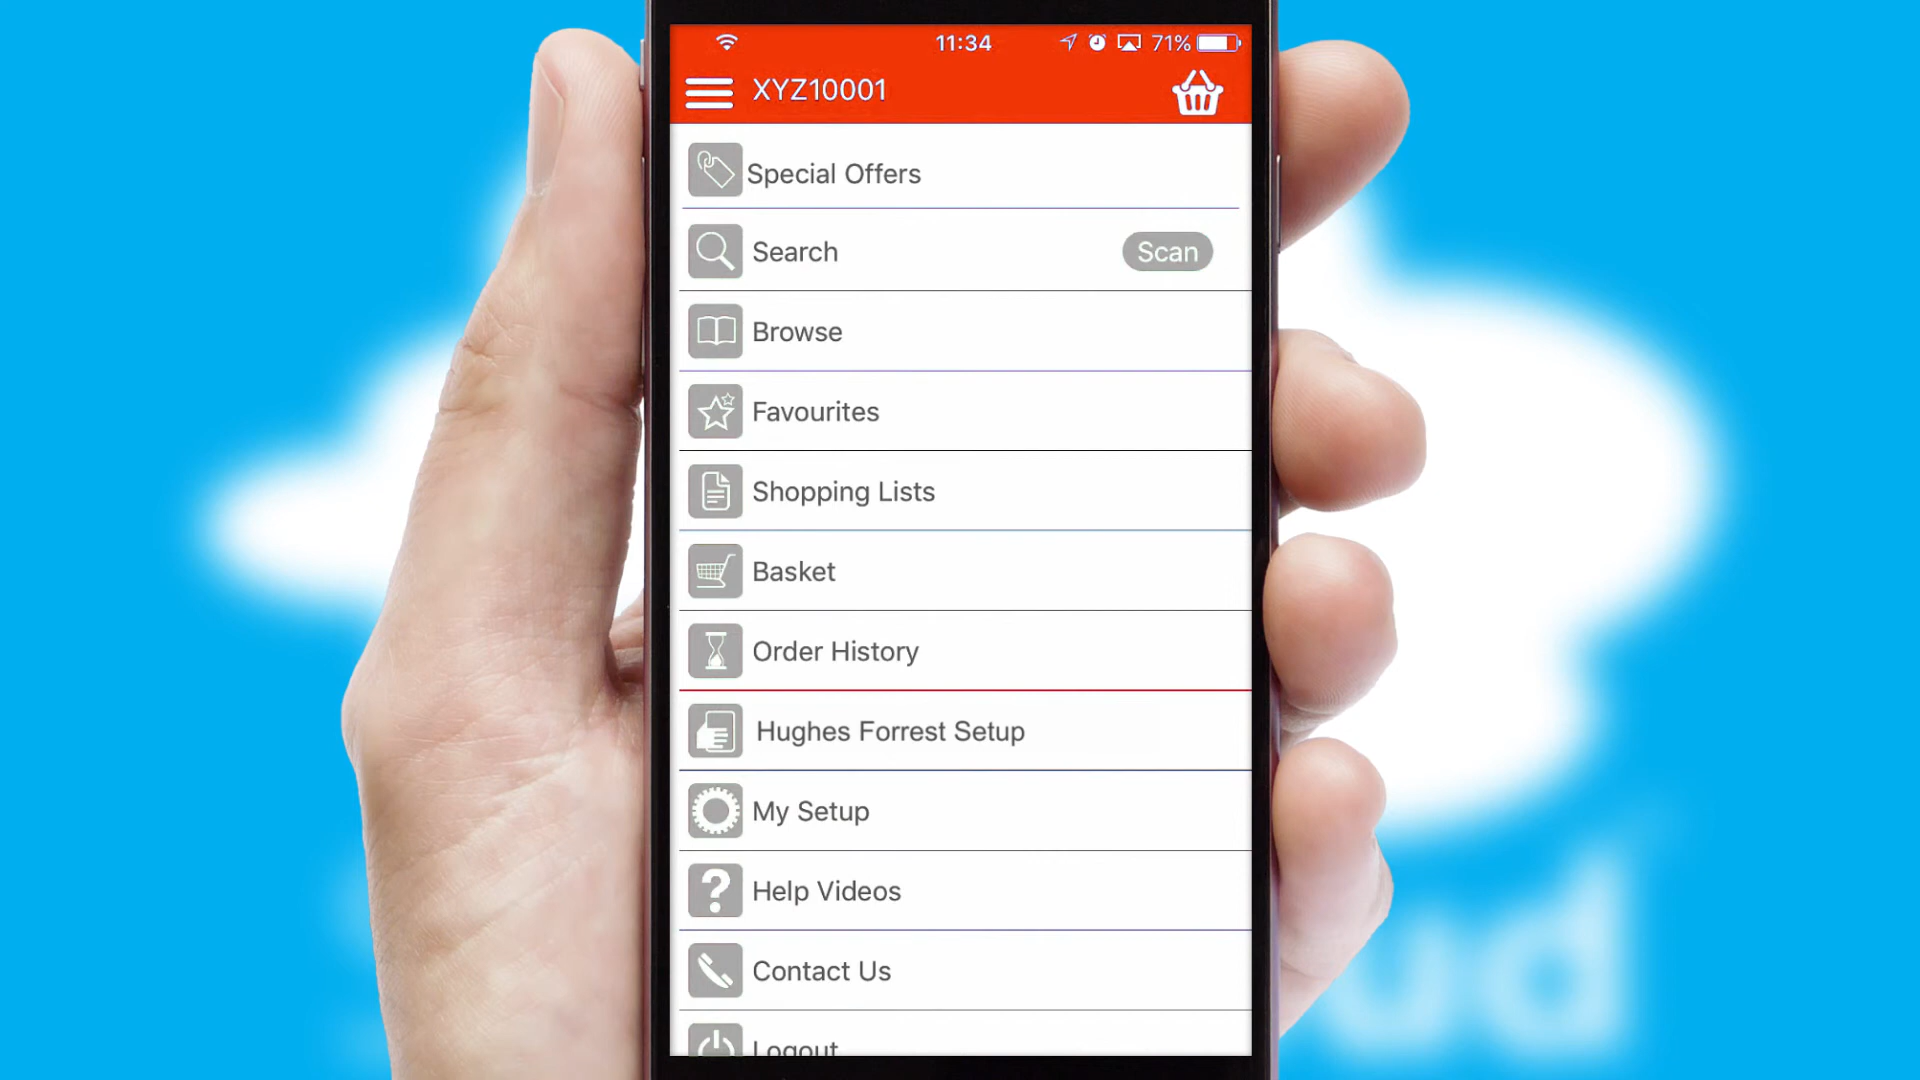 11:34
71%
XYZ10001
Special Offers
Search
Scan
Browse
Favourites
Shopping Lists
Basket
Order History
Hughes Forrest Setup
My Setup
Help Videos
Contact Us
Logout
ud